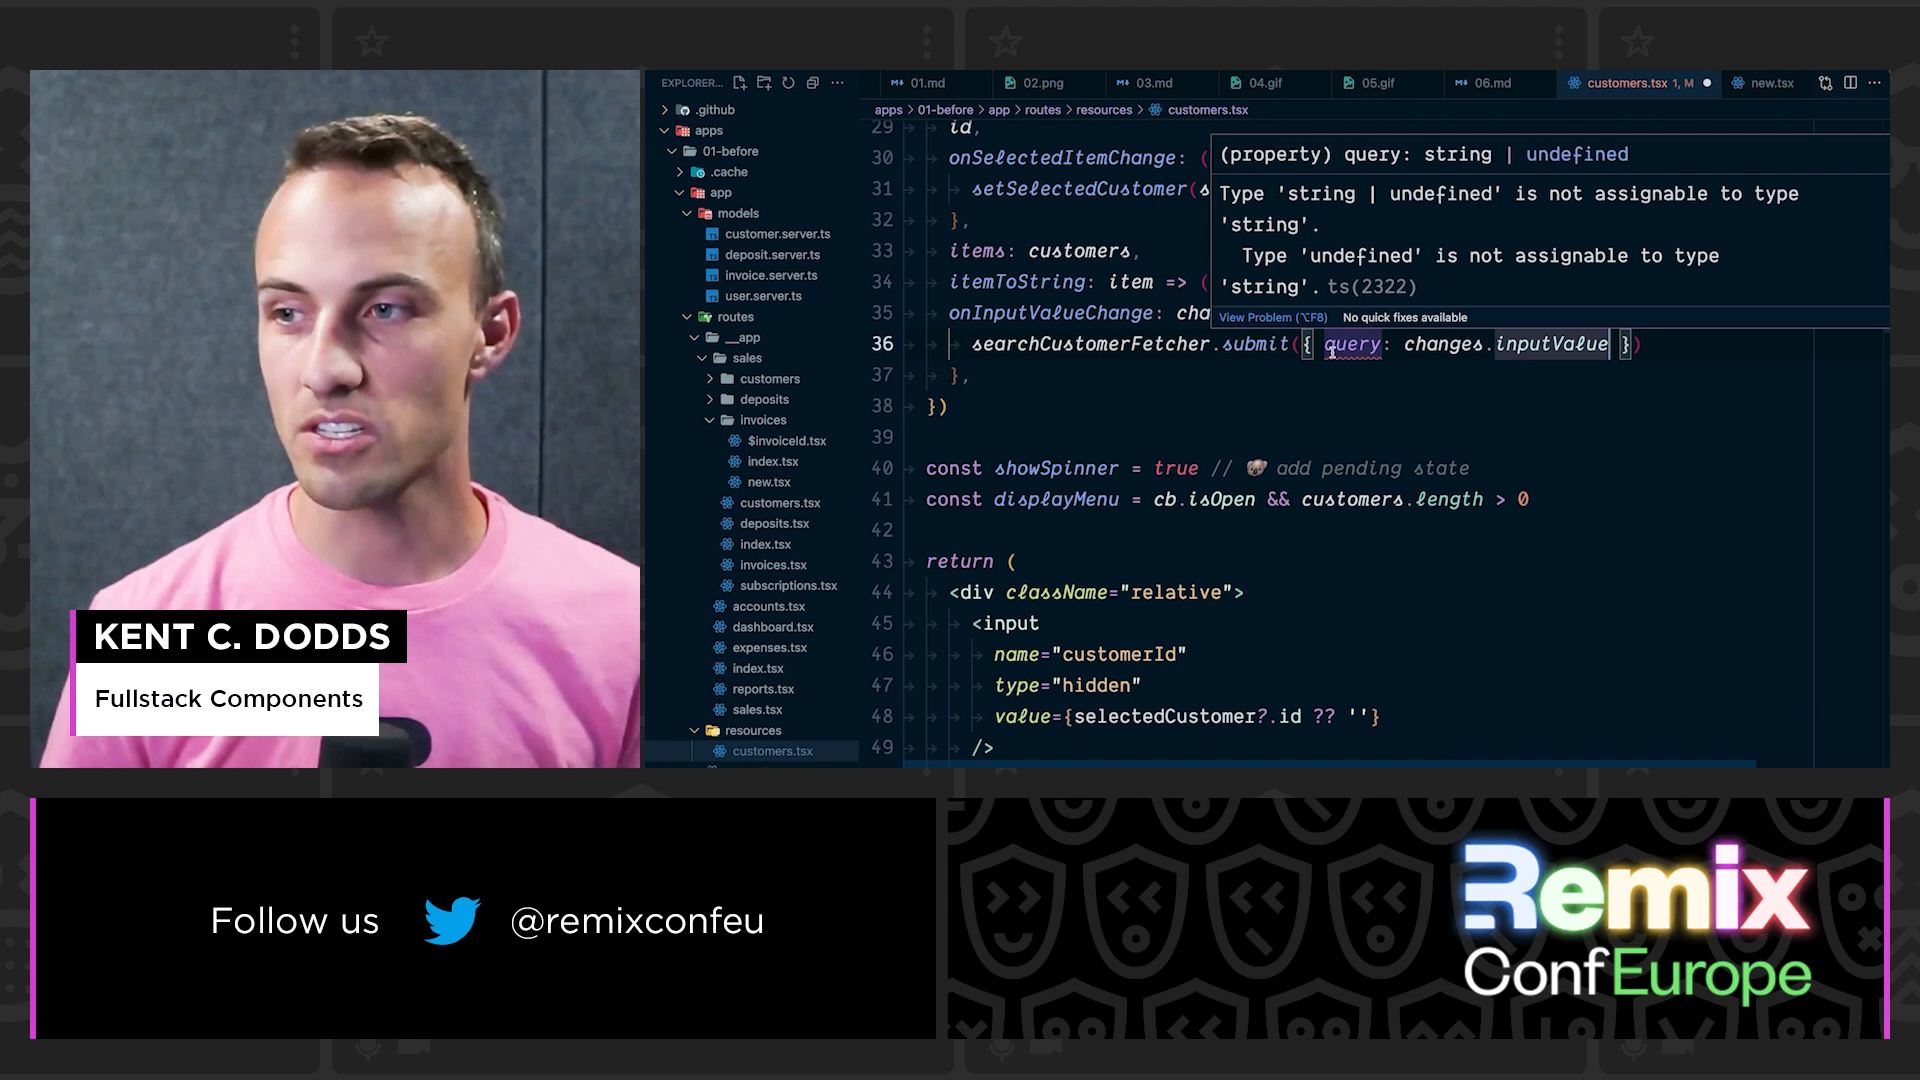 EXPLORER...
.github
apps
01-before
.cache
app
models
customer.server.ts
deposit.server.ts
invoice.server.ts
user.server.ts
routes
__app
sales
customers
deposits
invoices
$invoiceId.tsx
index.tsx
new.tsx
customers.tsx
deposits.tsx
index.tsx
invoices.tsx
subscriptions.tsx
accounts.tsx
dashboard.tsx
expenses.tsx
index.tsx
reports.tsx
sales.tsx
resources
customers.tsx
01.md 02.png 03.md 04.gif 05.gif 06.md customers.tsx 1, M new.tsx
apps > 01-before > app > routes > resources > customers.tsx
29 id,
30 onSelectedItemChange: (
31 setSelectedCustomer(s
32 },
33 items: customers,
34 itemToString: item => (
35 onInputValueChange: cha
(property) query: string | undefined
Type 'string | undefined' is not assignable to type
'string'.
Type 'undefined' is not assignable to type
'string'. ts(2322)
View Problem (⌥F8) No quick fixes available
36 searchCustomerFetcher.submit({ query: changes.inputValue })
37 },
38 })
39
40 const showSpinner = true // 🐨 add pending state
41 const displayMenu = cb.isOpen && customers.length > 0
42
43 return (
44 <div className="relative">
45 <input
46 name="customerId"
47 type="hidden"
48 value={selectedCustomer?.id ?? ''}
49 />
KENT C. DODDS
Fullstack Components
Follow us @remixconfeu
Remix
Conf Europe